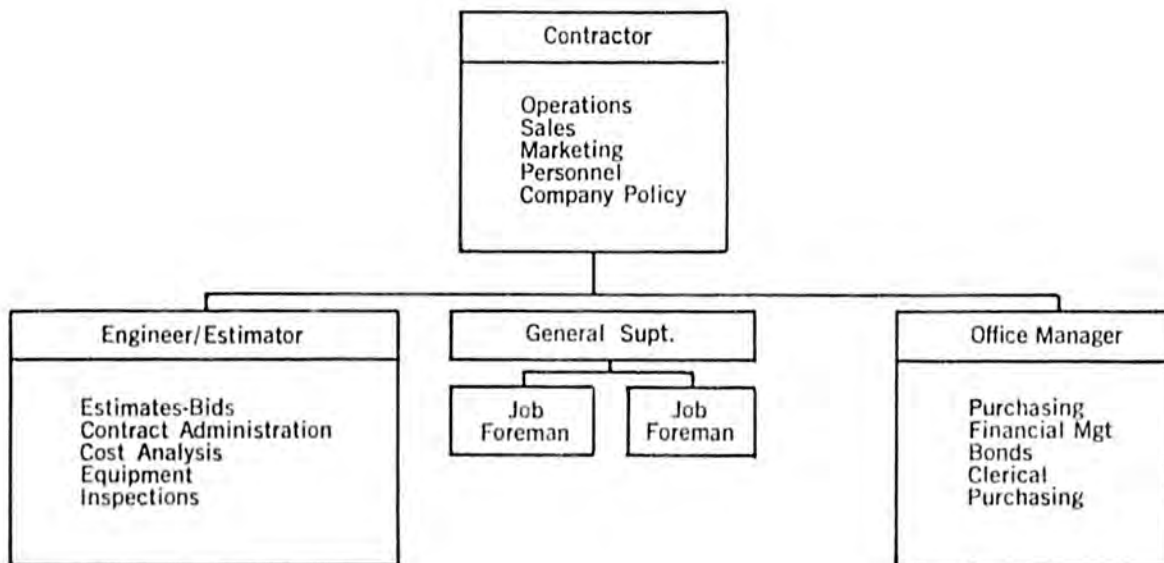 Contractor
Operations
Sales
Marketing
Personnel
Company Policy
Engineer/Estimator
Estimates-Bids
Contract Administration
Cost Analysis
Equipment
Inspections
General Supt.
Job
Foreman
Job
Foreman
Office Manager
Purchasing
Financial Mgt
Bonds
Clerical
Purchasing